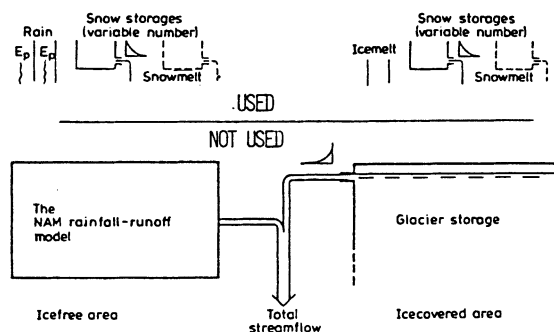 Rain
Ep Ep
Snow storages
(variable number)
Snowmelt
Icemelt
Snow storages
(variable number)
Snowmelt
USED
NOT USED
The
NAM rainfall-runoff
model
Glacier storage
Icefree area
Total
streamflow
Icecovered area